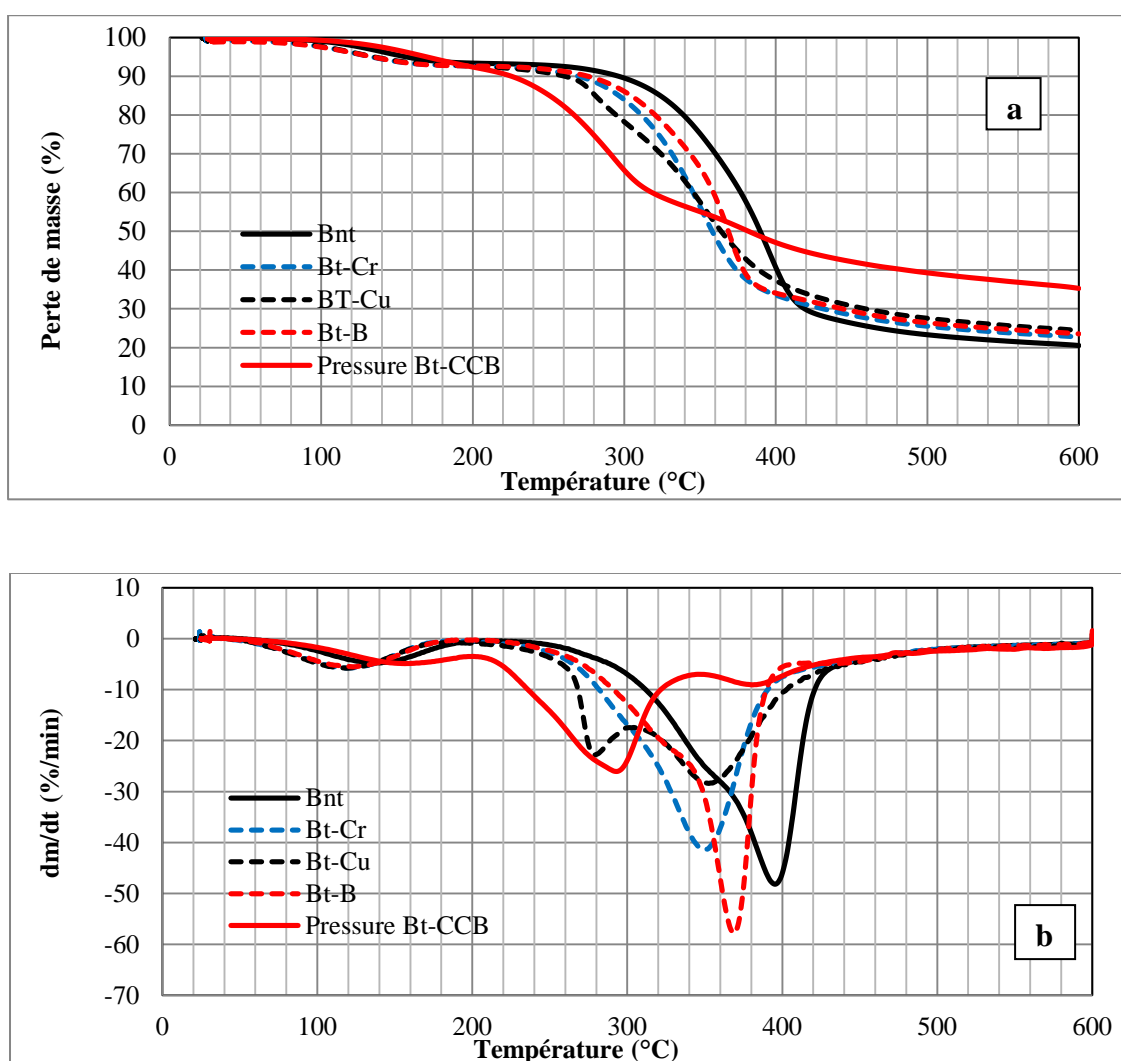 100
90
80
70
60
50
40
30
20
10
0
Perte de masse (%)
a
Bnt
Bt-Cr
BT-Cu
Bt-B
Pressure Bt-CCB
0 100 200 300 400 500 600
Température (°C)
10
0
-10
-20
-30
-40
-50
-60
-70
dm/dt (%/min)
Bnt
Bt-Cr
Bt-Cu
Bt-B
Pressure Bt-CCB
b
0 100 200 300 400 500 600
Température (°C)